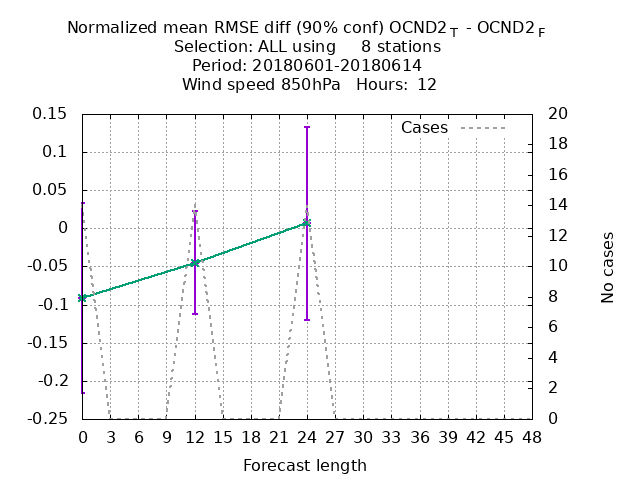 Normalized mean RMSE diff (90% conf) OCND2 T - OCND2 F
Selection: ALL using 8 stations
Period: 20180601-20180614
Wind speed 850hPa Hours: 12
Cases
0.15
0.1
0.05
0
-0.05
-0.1
-0.15
-0.2
-0.25
20
18
16
14
12
10
8
6
4
2
0
No cases
0 3 6 9 12 15 18 21 24 27 30 33 36 39 42 45 48
Forecast length